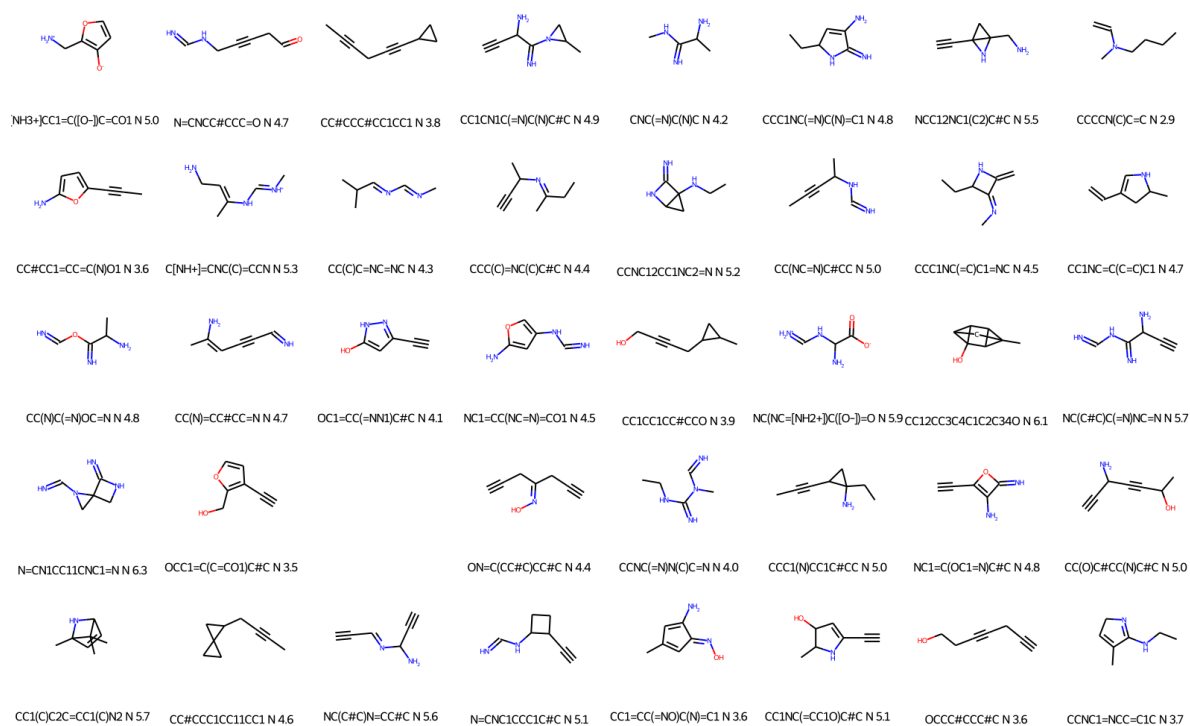 [NH3+]CC1=C([O-])C=CO1 N 5.0
N=CNCC#CCC=O N 4.7
CC#CCC#CC1CC1 N 3.8
CC1CN1C(=N)C(N)C#C N 4.9
CNC(=N)C(N)C N 4.2
CCC1NC(=N)C(N)=C1 N 4.8
NCC12NC1(C2)C#C N 5.5
CCCCN(C)C=C N 2.9
CC#CC1=CC=C(N)O1 N 3.6
C[NH+]=CNC(C)=CCN N 5.3
CC(C)C=NC=NC N 4.3
CCC(C)=NC(C)C#C N 4.4
CCNC12CC1NC2=N N 5.2
CC(NC=N)C#CC N 5.0
CCC1NC(=C)C1=NC N 4.5
CC1NC=C(C=C)C1 N 4.7
CC(N)C(=N)OC=N N 4.8
CC(N)=CC#CC=N N 4.7
OC1=CC(=NN1)C#C N 4.1
NC1=CC(NC=N)=CO1 N 4.5
CC1CC1CC#CCO N 3.9
NC(NC=[NH2+])C([O-])=O N 5.9
CC12CC3C4C1C2C34O N 6.1
NC(C#C)C(=N)NC=N N 5.7
N=CN1CC11CNC1=N N 6.3
OCC1=C(C=CO1)C#C N 3.5
ON=C(CC#C)CC#C N 4.4
CCNC(=N)N(C)C=N N 4.0
CCC1(N)CC1C#CC N 5.0
NC1=C(OC1=N)C#C N 4.8
CC(O)C#CC(N)C#C N 5.0
CC1(C)C2C=CC1(C)N2 N 5.7
CC#CCC1CC11CC1 N 4.6
NC(C#C)N=CC#C N 5.6
N=CNC1CCC1C#C N 5.1
CC1=CC(=NO)C(N)=C1 N 3.6
CC1NC(=CC1O)C#C N 5.1
OCCC#CCC#C N 3.6
CCNC1=NCC=C1C N 3.7